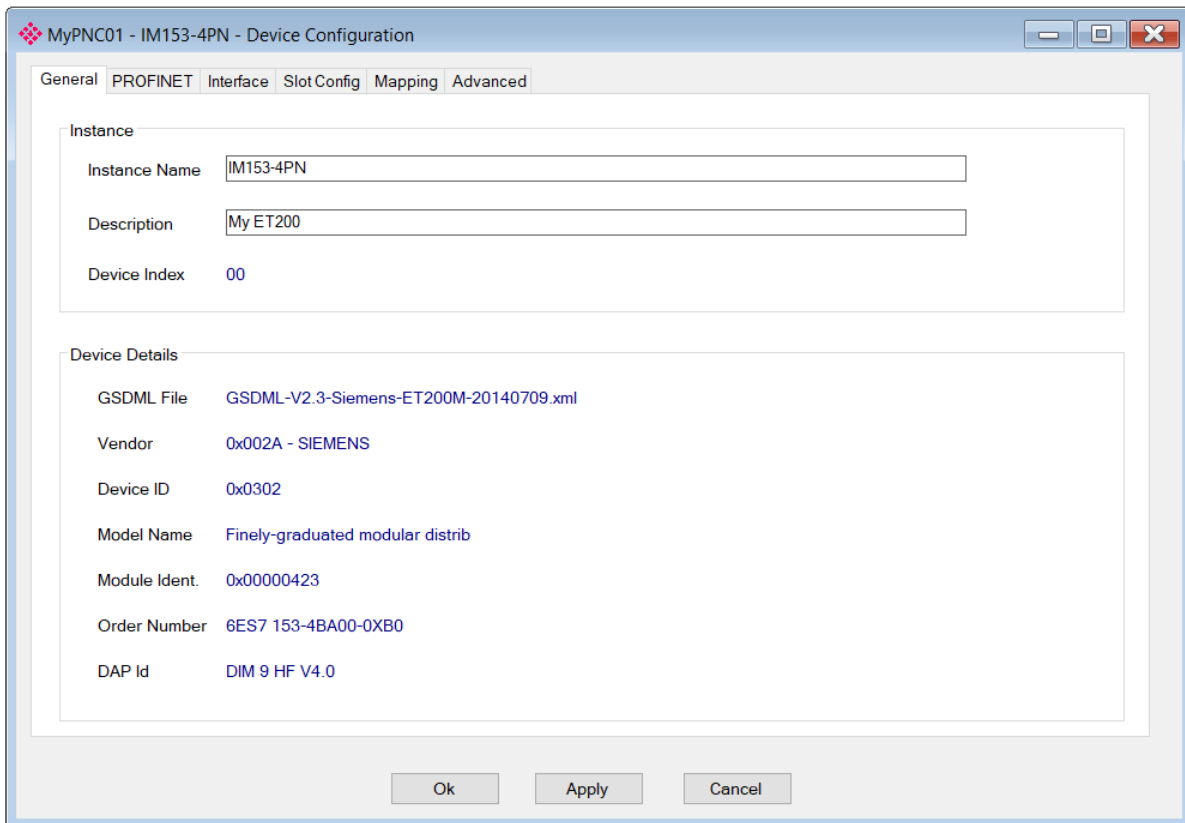 MyPNC01 - IM153-4PN - Device Configuration
General PROFINET Interface Slot Config Mapping Advanced
Instance
Instance Name IM153-4PN
Description My ET200
Device Index 00
Device Details
GSDML File GSDML-V2.3-Siemens-ET200M-20140709.xml
Vendor 0x002A - SIEMENS
Device ID 0x0302
Model Name Finely-graduated modular distrib
Module Ident. 0x00000423
Order Number 6ES7 153-4BA00-0XB0
DAP Id DIM 9 HF V4.0
Ok Apply Cancel